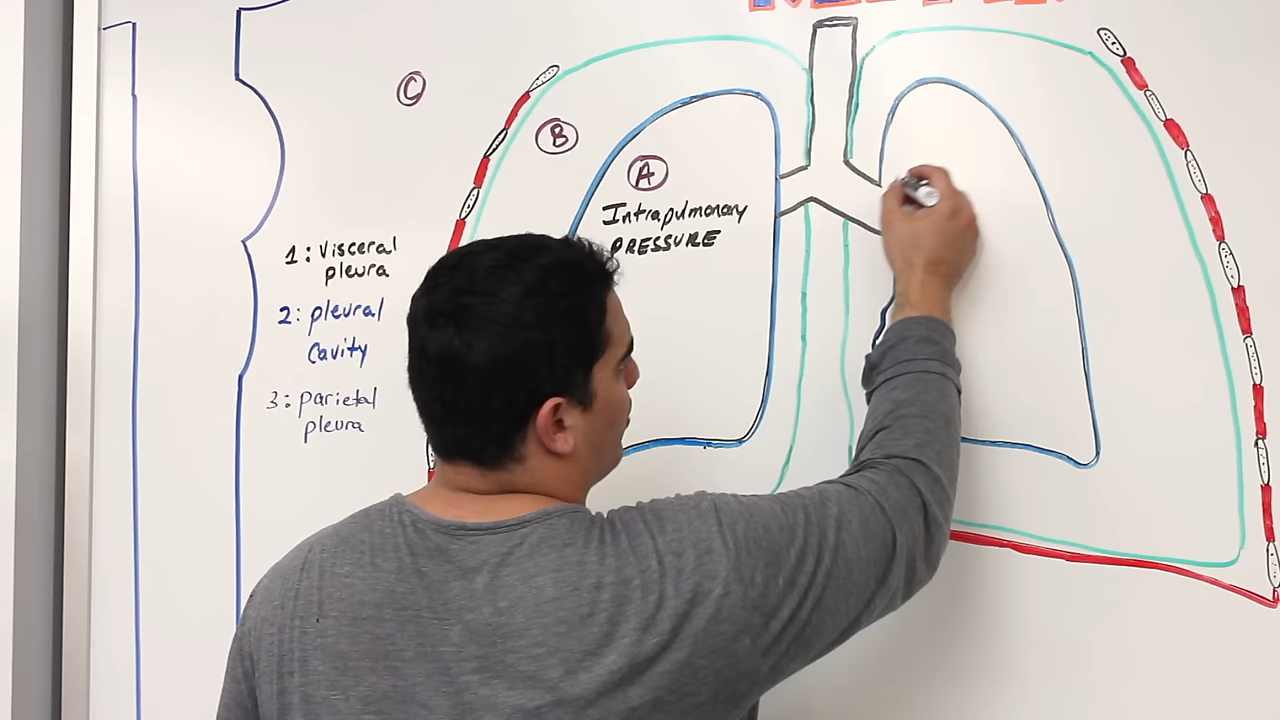 C
B
A
Intrapulmonary
PRESSURE
1: Visceral
pleura
2: pleural
Cavity
3: parietal
pleura